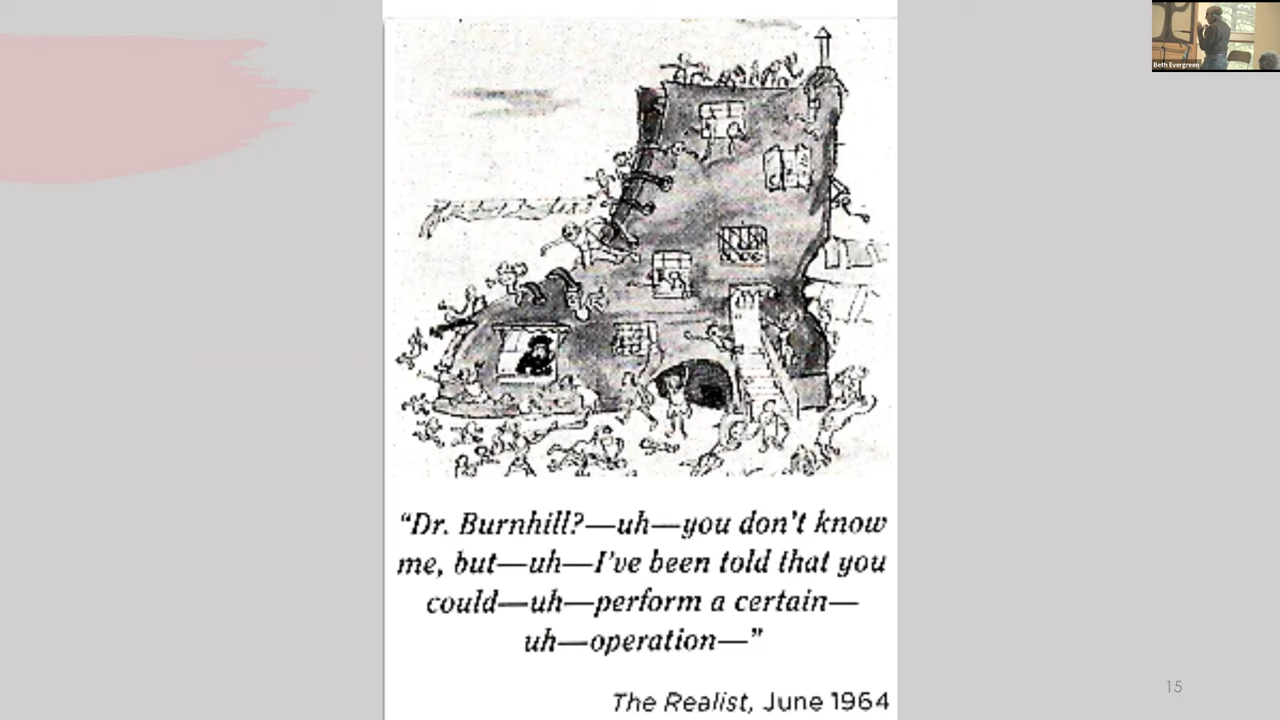 Beth Evergreen
“Dr. Burnhill?—uh—you don't know
me, but—uh—I've been told that you
could—uh—perform a certain—
uh—operation—”
The Realist, June 1964
15